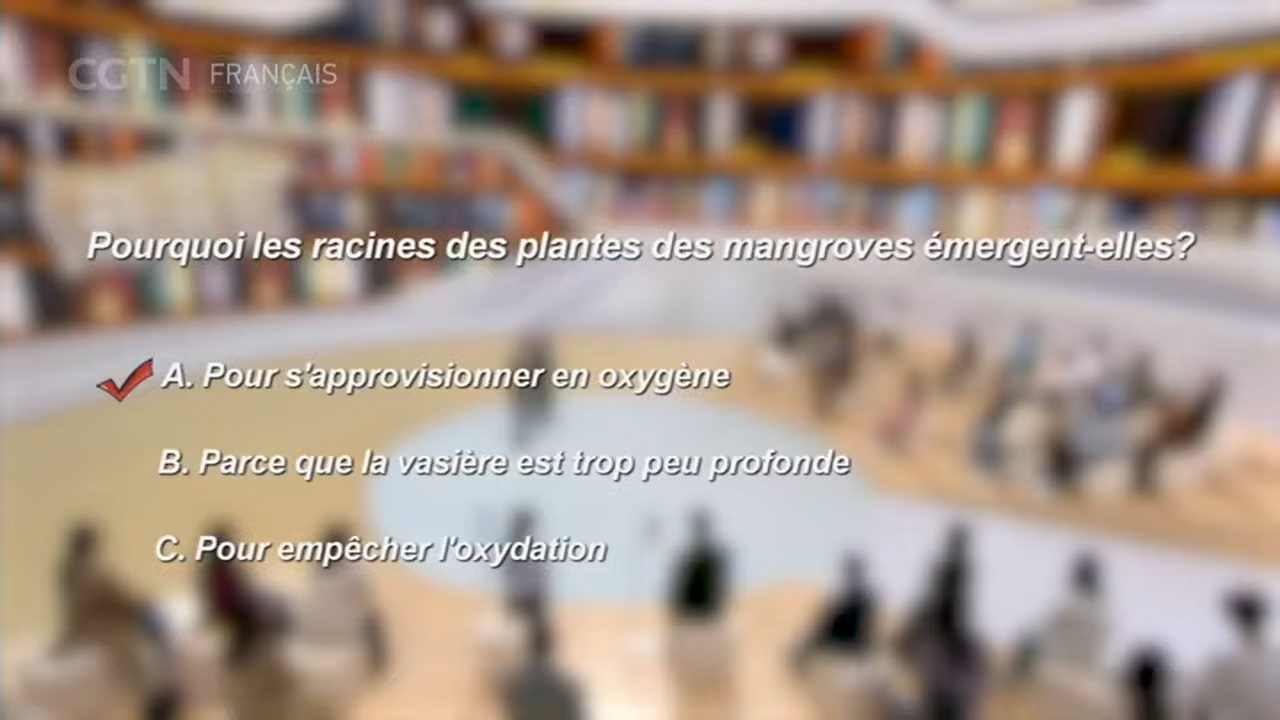 CGTN FRANÇAIS
Pourquoi les racines des plantes des mangroves émergent-elles?
A. Pour s'approvisionner en oxygène
B. Parce que la vasière est trop peu profonde
C. Pour empêcher l'oxydation